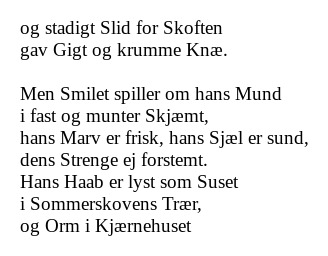 og stadigt Slid for Skoften
gav Gigt og krumme Knæ.

Men Smilet spiller om hans Mund
i fast og munter Skjæmt,
hans Marv er frisk, hans Sjæl er sund,
dens Strenge ej forstemt.
Hans Haab er lyst som Suset
i Sommerskovens Trær,
og Orm i Kjærnehuset